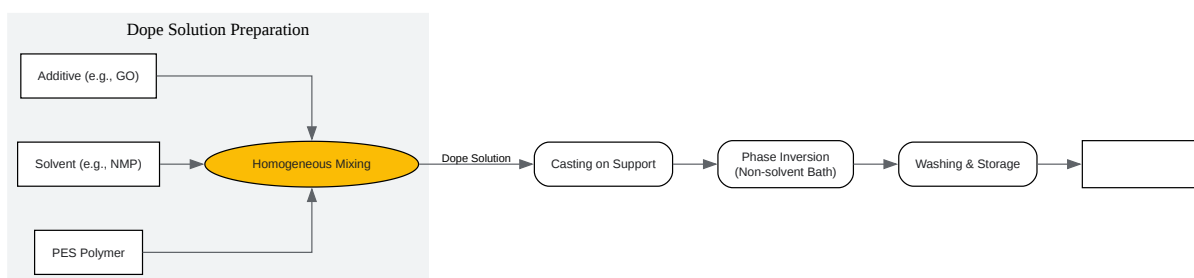 Dope Solution Preparation
Additive (e.g., GO)
Solvent (e.g., NMP)
PES Polymer
Homogeneous Mixing
Dope Solution
Casting on Support
Phase Inversion
(Non-solvent Bath)
Washing & Storage